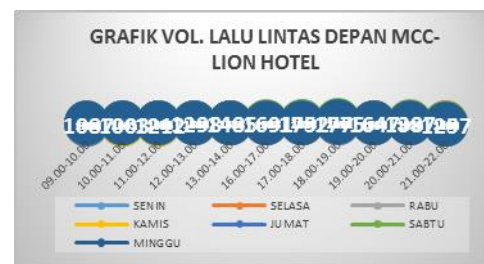 GRAFIK VOL. LALU LINTAS DEPAN MCC-
LION HOTEL
09.00-10.00
10.00-11.00
11.00-12.00
12.00-13.00
13.00-14.00
16.00-17.00
17.00-18.00
18.00-19.00
19.00-20.00
20.00-21.00
21.00-22.00
SENIN SELASA RABU
KAMIS JUMAT SABTU
MINGGU